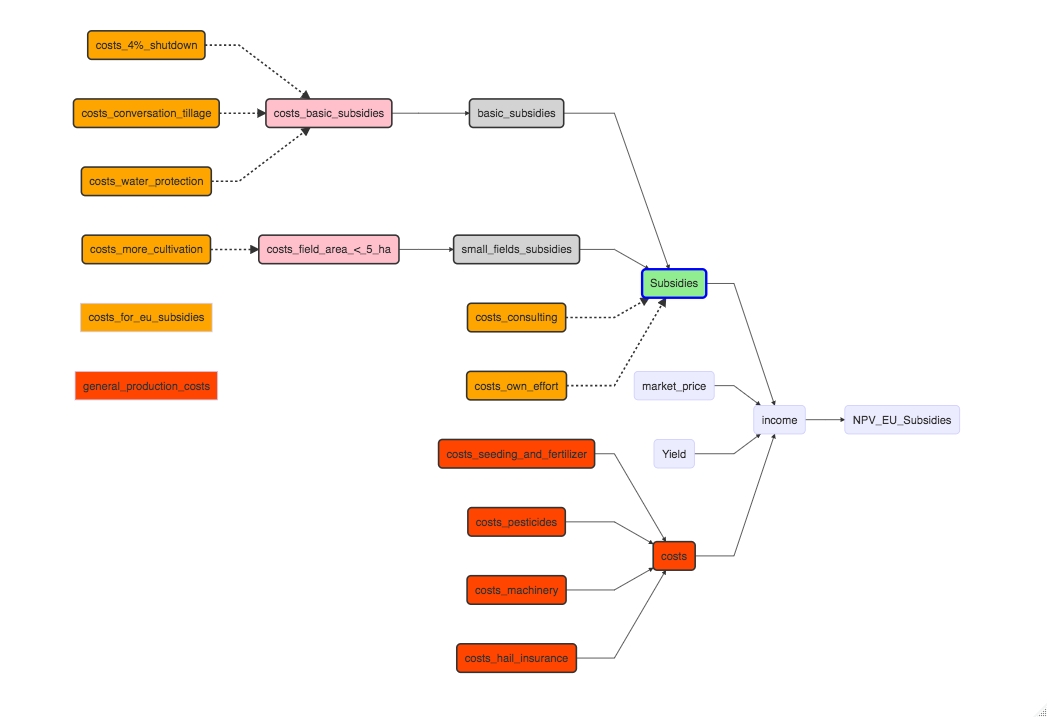 costs_4%_shutdown
costs_conversation_tillage
costs_basic_subsidies
basic_subsidies
costs_water_protection
costs_more_cultivation
costs_field_area_<_5_ha
small_fields_subsidies
Subsidies
costs_for_eu_subsidies
costs_consulting
general_production_costs
costs_own_effort
market_price
income
NPV_EU_Subsidies
costs_seeding_and_fertilizer
Yield
costs_pesticides
costs
costs_machinery
costs_hail_insurance